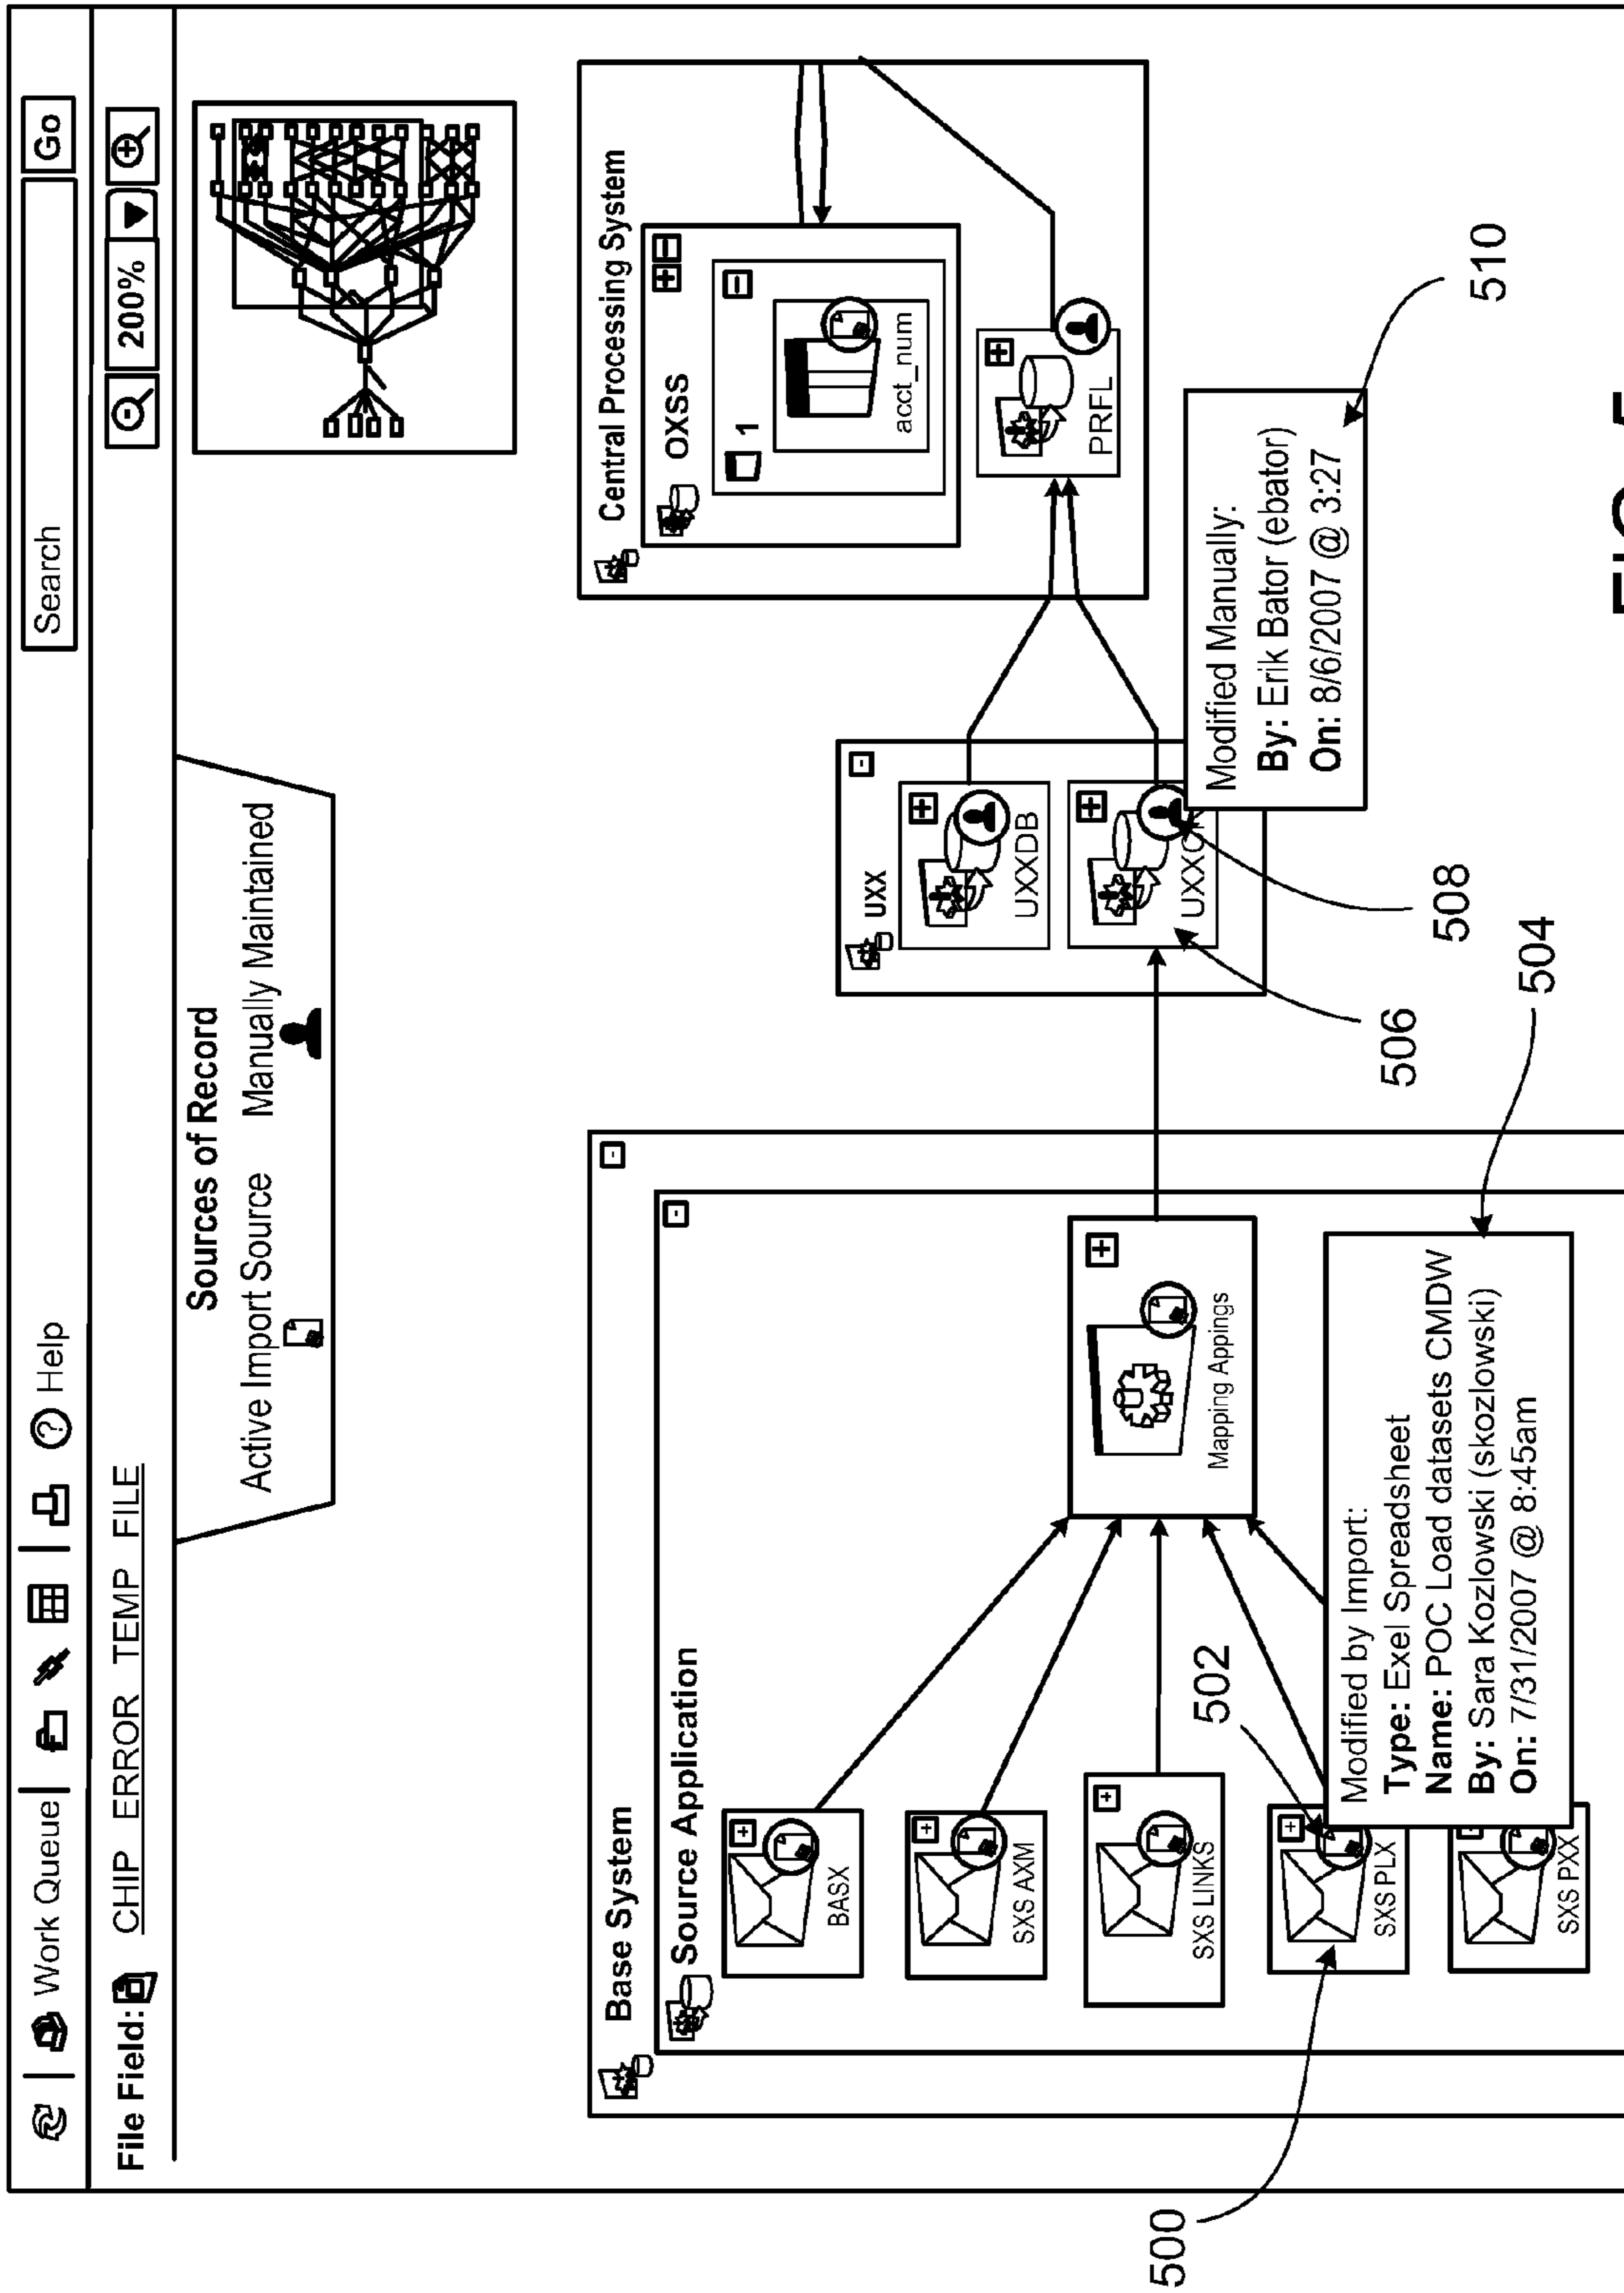 Work Queue
Help
Search
Go
File Field:
CHIP ERROR TEMP FILE
200%
Sources of Record
Active Import Source
Manually Maintained
Base System
Source Application
BASX
SXS AXM
SXS LINKS
SXS PLX
SXS PXX
Mapping Appings
Modified by Import:
Type: Exel Spreadsheet
Name: POC Load datasets CMDW
By: Sara Kozlowski (skozlowski)
On: 7/31/2007 @ 8:45am
UXX
UXXDB
Modified Manually:
By: Erik Bator (ebator)
On: 8/6/2007 @ 3:27
Central Processing System
OXSS
1
acct_num
PRFL
500
502
504
506
508
510